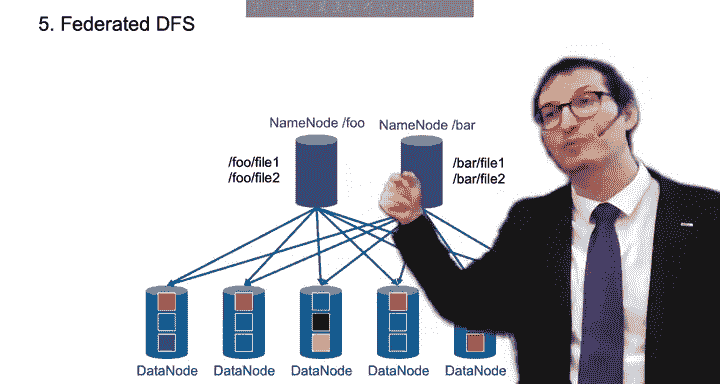 5. Federated DFS
NameNode /foo
NameNode /bar
/foo/file1
/foo/file2
/bar/file1
/bar/file2
DataNode
DataNode
DataNode
DataNode
DataNode